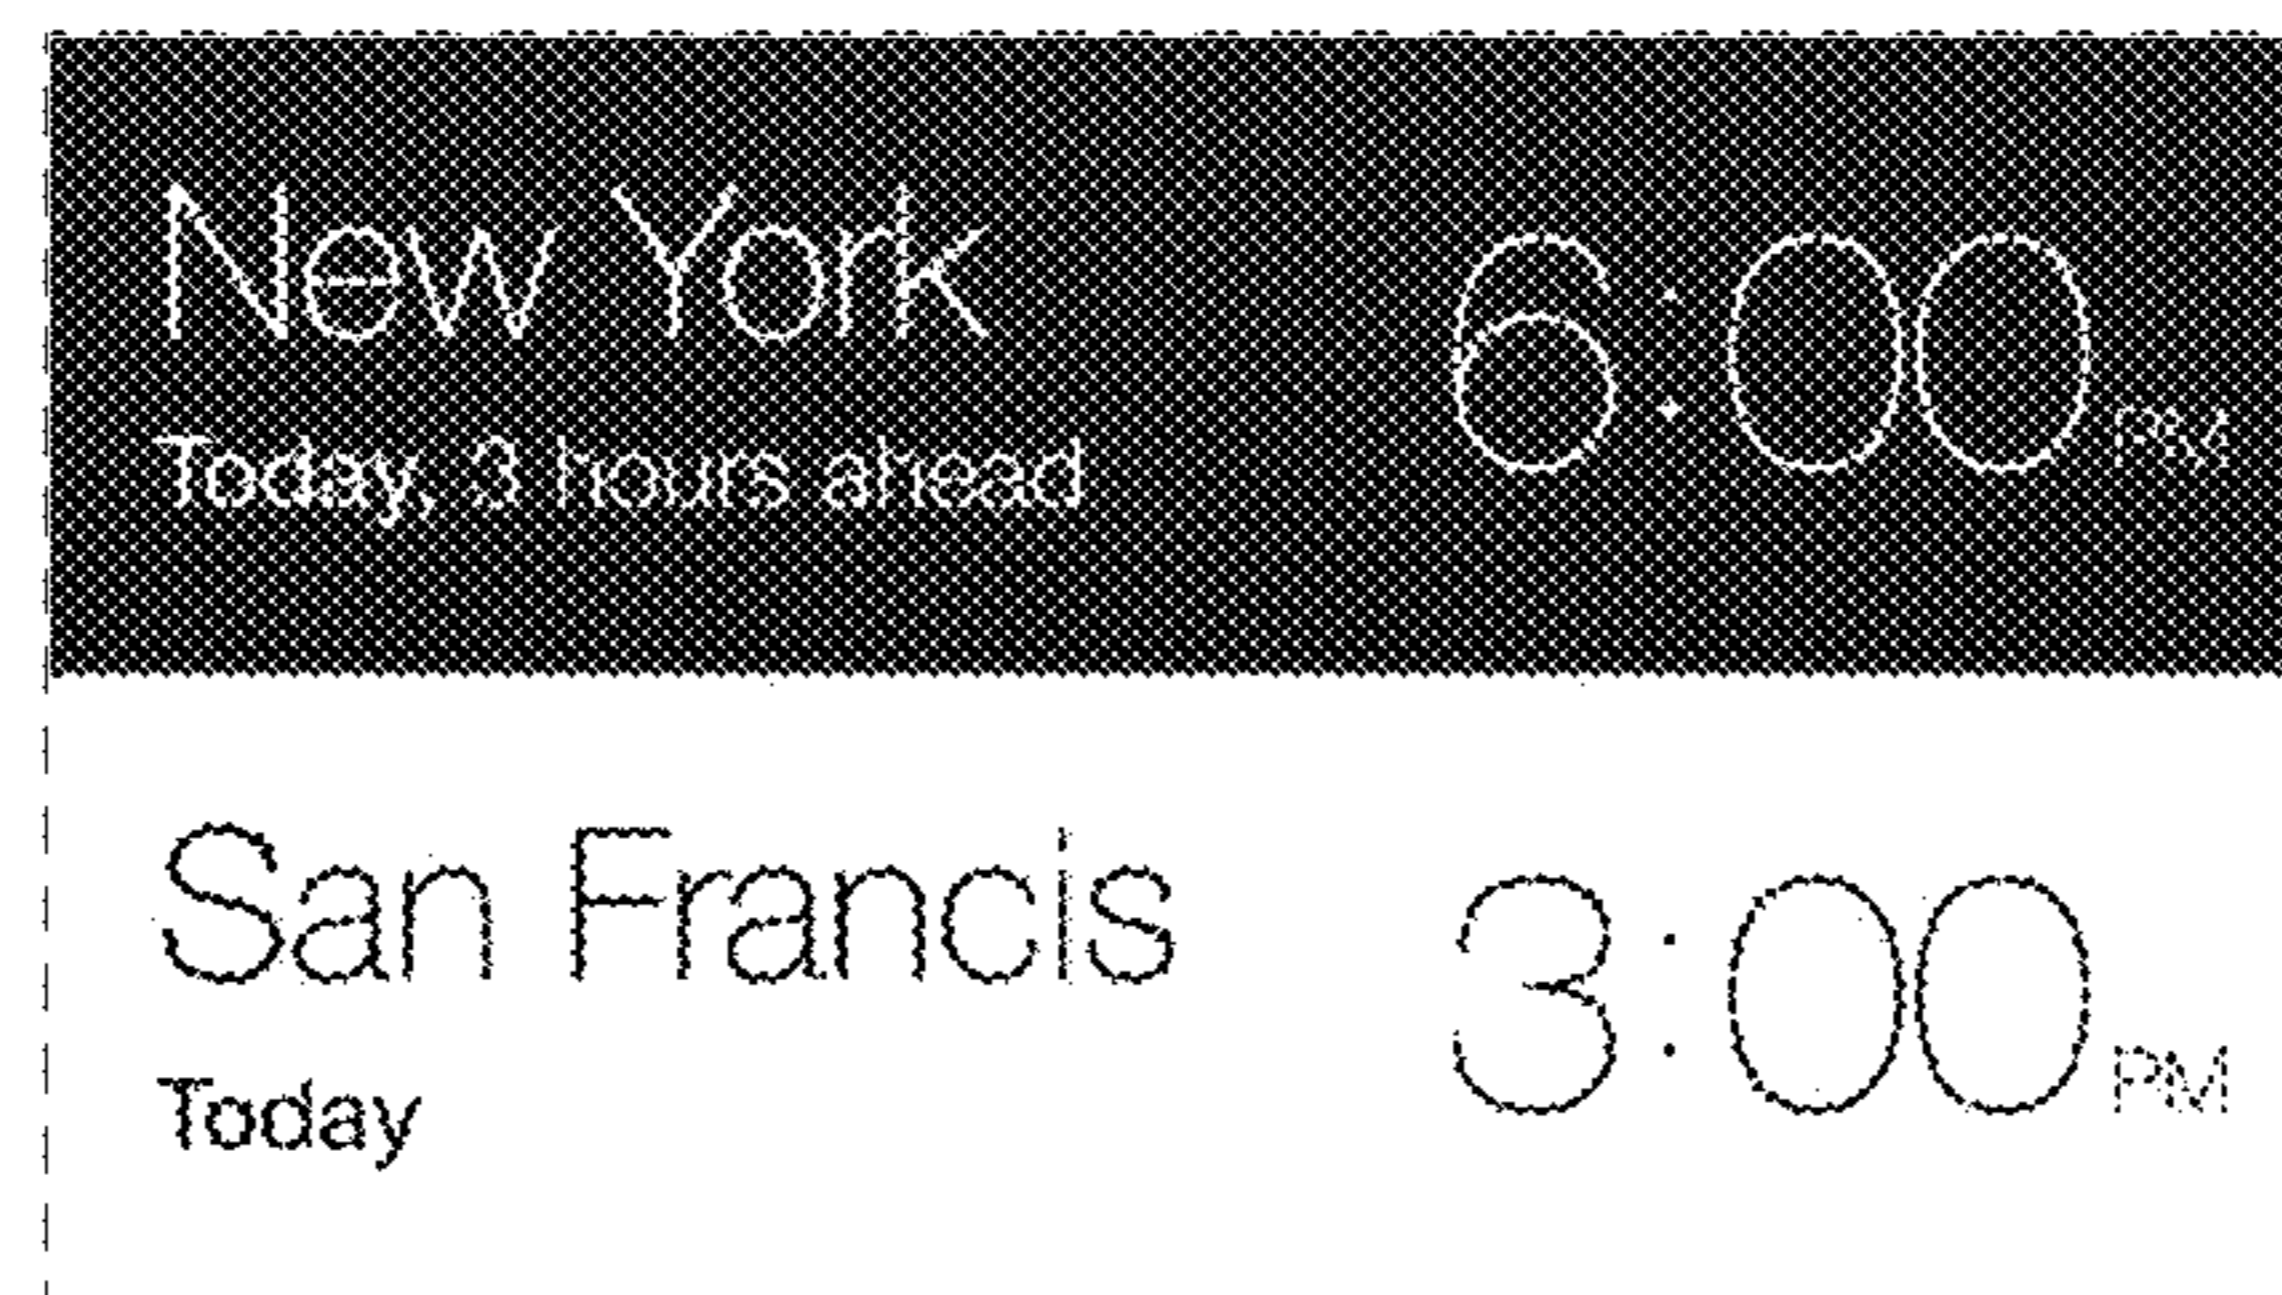 New York 6:00 PM
Today, 3 hours ahead
San Francis 3:00 PM
Today